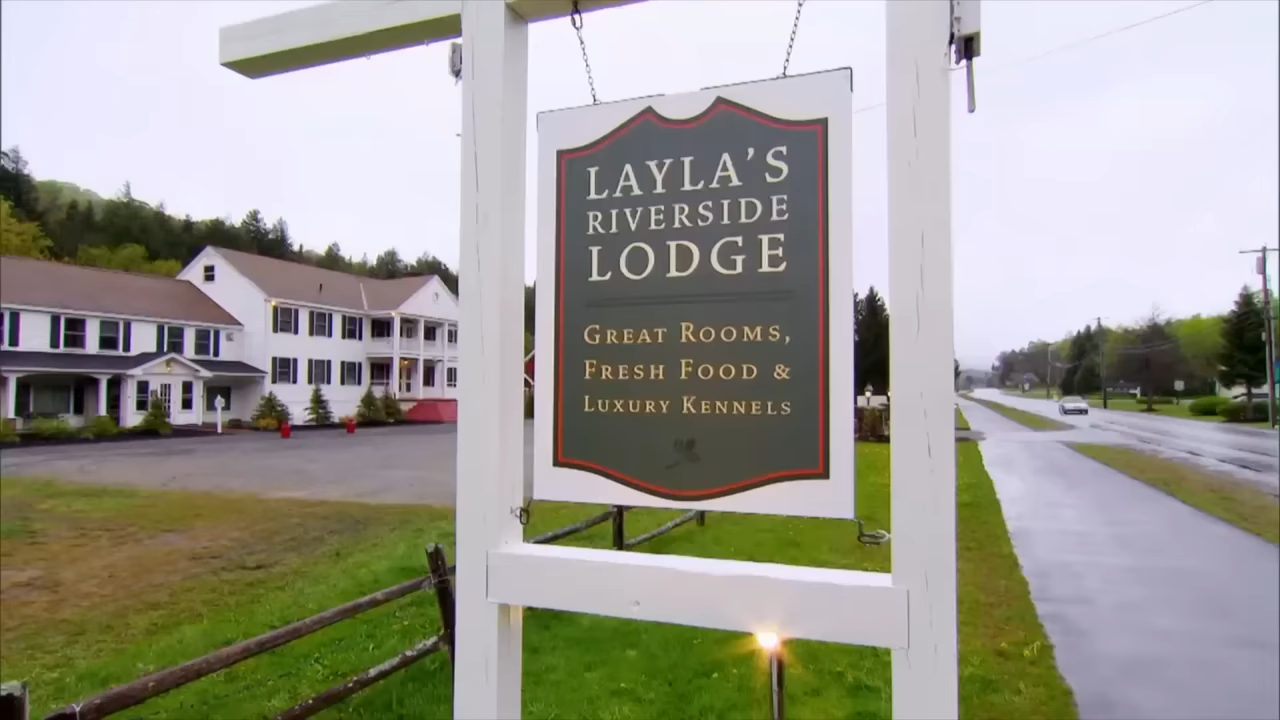 LAYLA'S
RIVERSIDE
LODGE
GREAT ROOMS,
FRESH FOOD &
LUXURY KENNELS